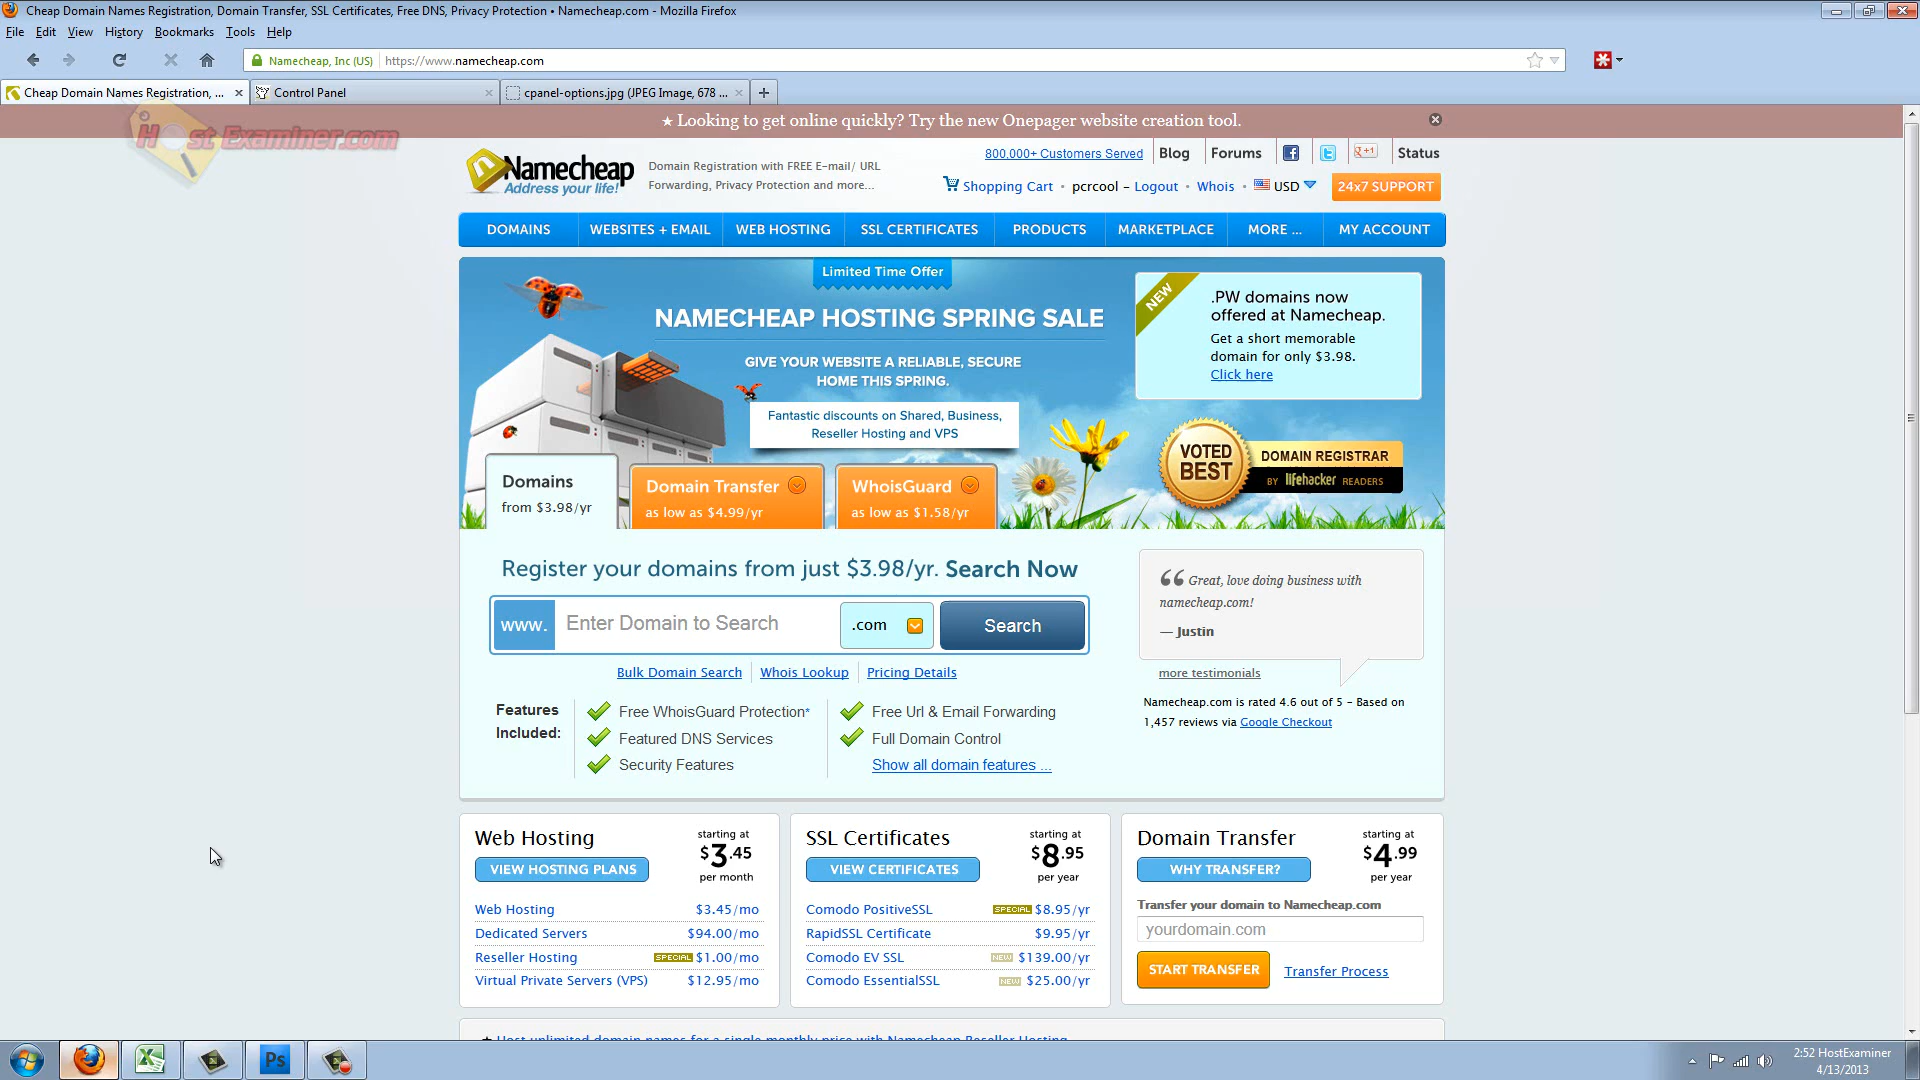 Cheap Domain Names Registration, Domain Transfer, SSL Certificates, Free DNS, Privacy Protection • Namecheap.com - Mozilla Firefox
File Edit View History Bookmarks Tools Help
Namecheap, Inc (US) https://www.namecheap.com
Cheap Domain Names Registration, ... Control Panel cpanel-options.jpg (JPEG Image, 678 ...
★ Looking to get online quickly? Try the new Onepager website creation tool.
Host Examiner.com
Namecheap
Address your life!
Domain Registration with FREE E-mail/ URL
Forwarding, Privacy Protection and more...
800,000+ Customers Served Blog Forums +1 Status
Shopping Cart • pcrcool – Logout • Whois • USD 24x7 SUPPORT
DOMAINS WEBSITES + EMAIL WEB HOSTING SSL CERTIFICATES PRODUCTS MARKETPLACE MORE ... MY ACCOUNT
Limited Time Offer
NAMECHEAP HOSTING SPRING SALE
GIVE YOUR WEBSITE A RELIABLE, SECURE
HOME THIS SPRING.
Fantastic discounts on Shared, Business,
Reseller Hosting and VPS
NEW
.PW domains now
offered at Namecheap.
Get a short memorable
domain for only $3.98.
Click here
VOTED
BEST
DOMAIN REGISTRAR
BY lifehacker READERS
Domains
from $3.98/yr
Domain Transfer
as low as $4.99/yr
WhoisGuard
as low as $1.58/yr
Register your domains from just $3.98/yr. Search Now
www. Enter Domain to Search .com Search
Bulk Domain Search Whois Lookup Pricing Details
Features
Included:
Free WhoisGuard Protection*
Featured DNS Services
Security Features
Free Url & Email Forwarding
Full Domain Control
Show all domain features ...
“ Great, love doing business with
namecheap.com!
— Justin
more testimonials
Namecheap.com is rated 4.6 out of 5 – Based on
1,457 reviews via Google Checkout
Web Hosting
VIEW HOSTING PLANS
starting at
$3.45
per month
Web Hosting $3.45/mo
Dedicated Servers $94.00/mo
Reseller Hosting SPECIAL $1.00/mo
Virtual Private Servers (VPS) $12.95/mo
SSL Certificates
VIEW CERTIFICATES
starting at
$8.95
per year
Comodo PositiveSSL SPECIAL $8.95/yr
RapidSSL Certificate $9.95/yr
Comodo EV SSL NEW $139.00/yr
Comodo EssentialSSL NEW $25.00/yr
Domain Transfer
WHY TRANSFER?
starting at
$4.99
per year
Transfer your domain to Namecheap.com
yourdomain.com
START TRANSFER Transfer Process
Host unlimited domain names for a single monthly price with Namecheap Reseller Hosting
Ps
2:52 HostExaminer
4/13/2013